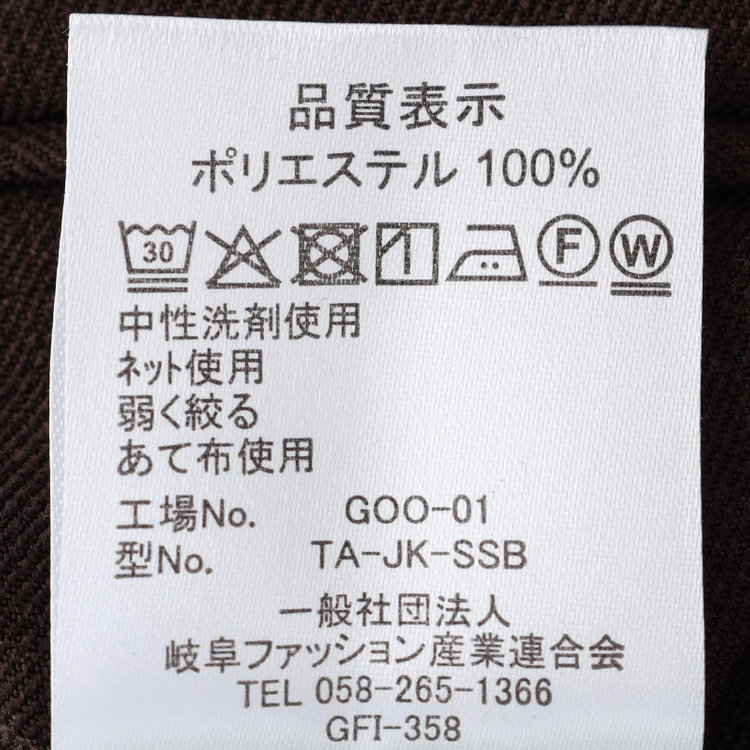 品質表示
ポリエステル 100%
30 F W
中性洗剤使用
ネット使用
弱く絞る
あて布使用
工場No. GOO-01
型No. TA-JK-SSB
一般社団法人
岐阜ファッション産業連合会
TEL 058-265-1366
GFI-358